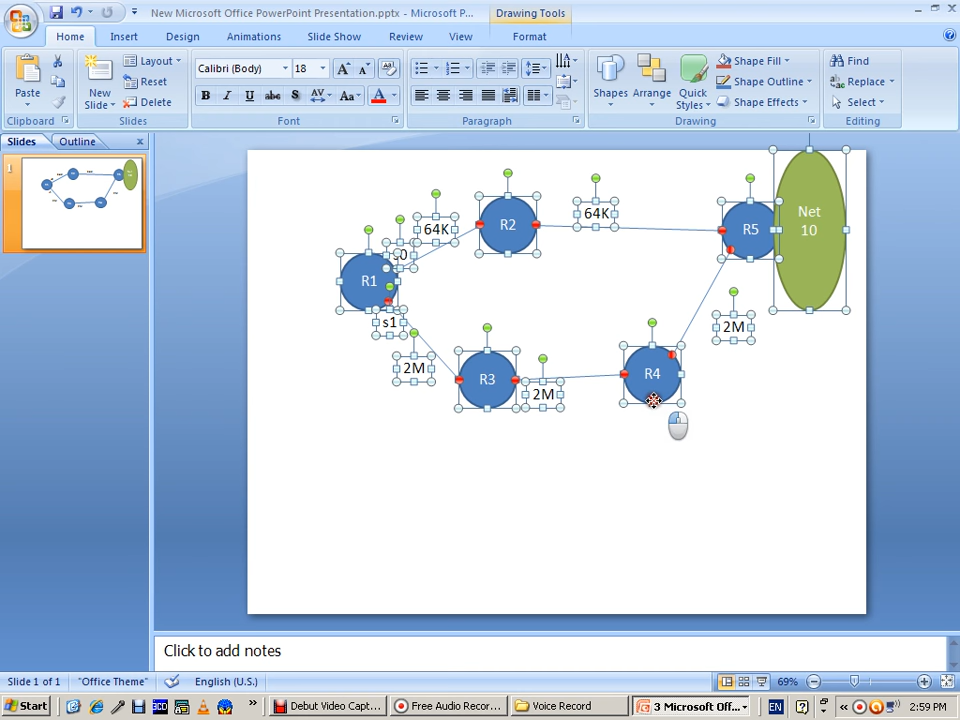 New Microsoft Office PowerPoint Presentation.pptx - Microsoft P...
Drawing Tools
Home Insert Design Animations Slide Show Review View Format
Paste
Clipboard
New Slide
Layout
Reset
Delete
Slides
Calibri (Body) 18
B I U abc S AV Aa A
Font
Paragraph
Shapes Arrange Quick Styles
Shape Fill
Shape Outline
Shape Effects
Drawing
Find
Replace
Select
Editing
Slides Outline
1
R2
64K
64K
R5
Net
10
s0
R1
s1
2M
2M
R3
2M
R4
Click to add notes
Slide 1 of 1 "Office Theme" English (U.S.) 69%
Start Debut Video Capt... Free Audio Recor... Voice Record 3 Microsoft Off... EN 2:59 PM